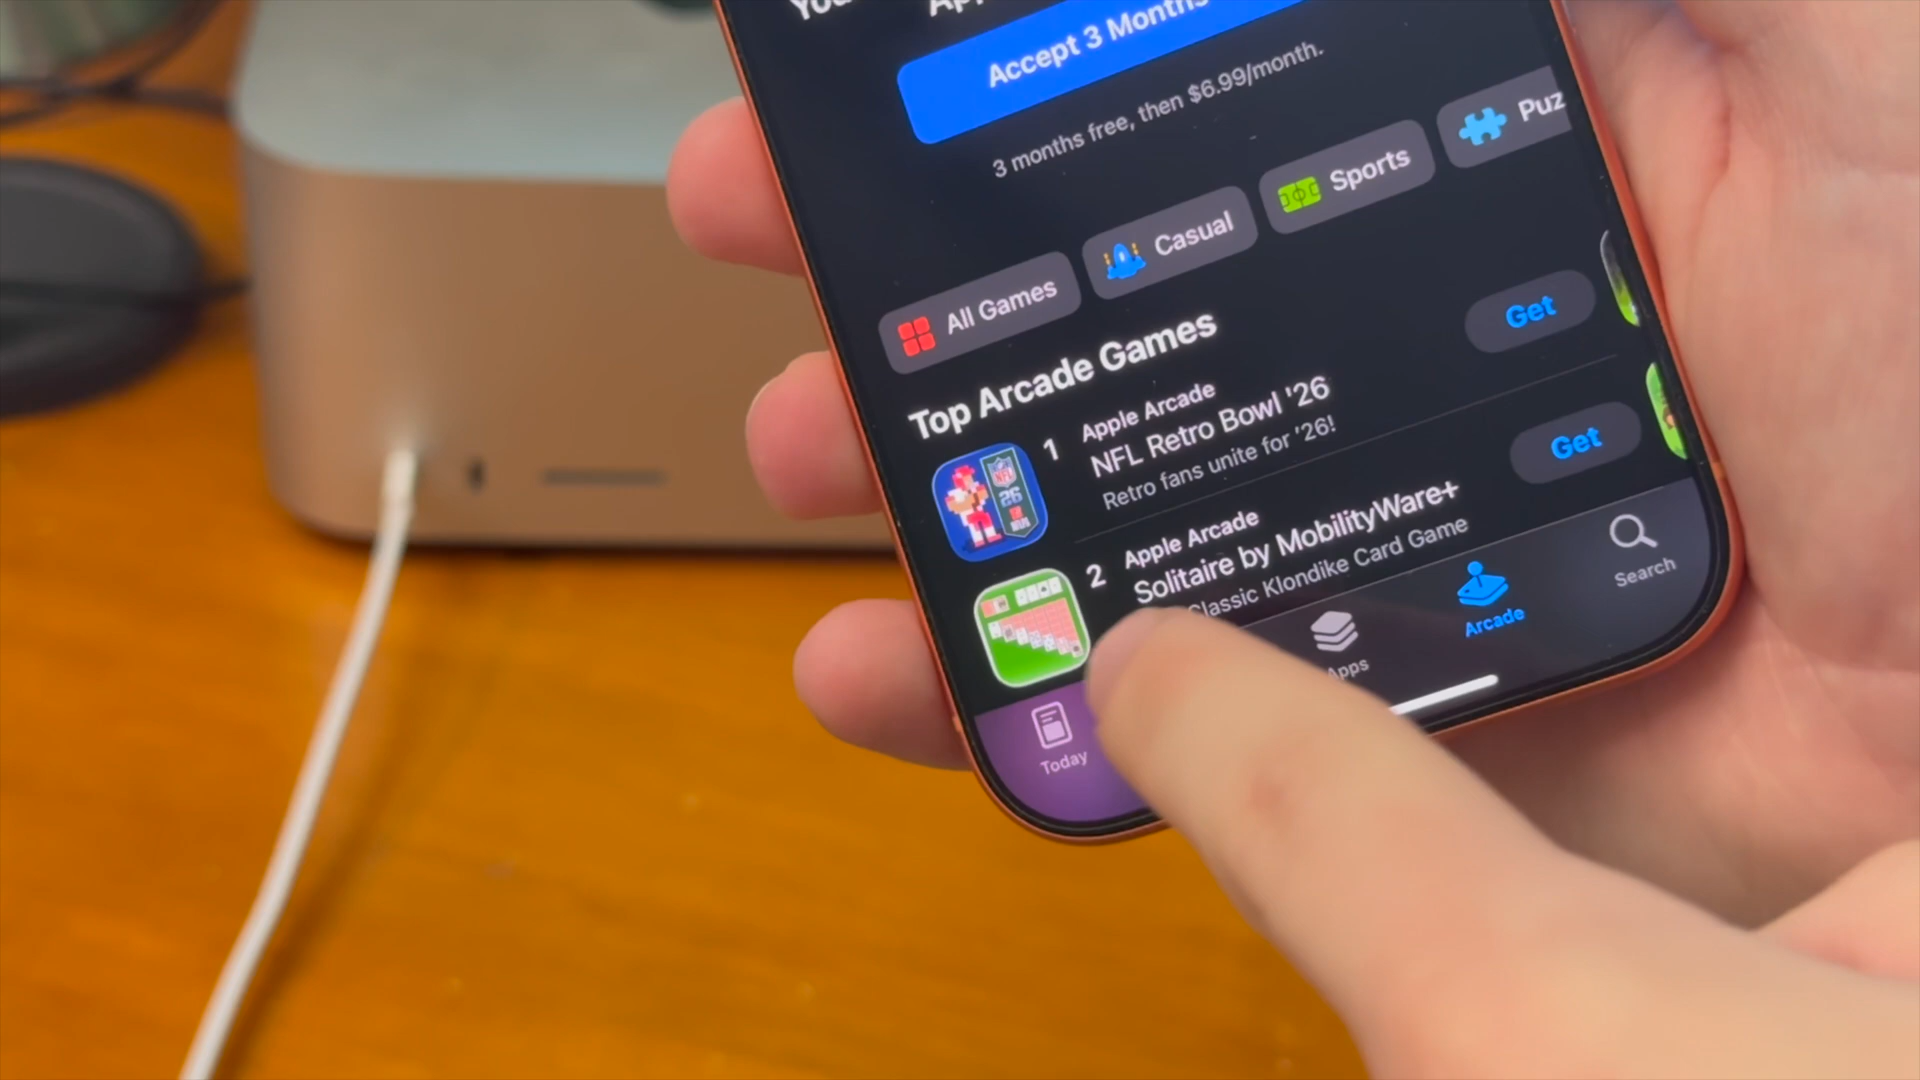 Accept 3 Months
3 months free, then $6.99/month.
All Games
Casual
Sports
Puz
Top Arcade Games
1
Apple Arcade
NFL Retro Bowl '26
Retro fans unite for '26!
Get
NFL
26
2
Apple Arcade
Solitaire by MobilityWare+
Classic Klondike Card Game
Get
Today
Apps
Arcade
Search